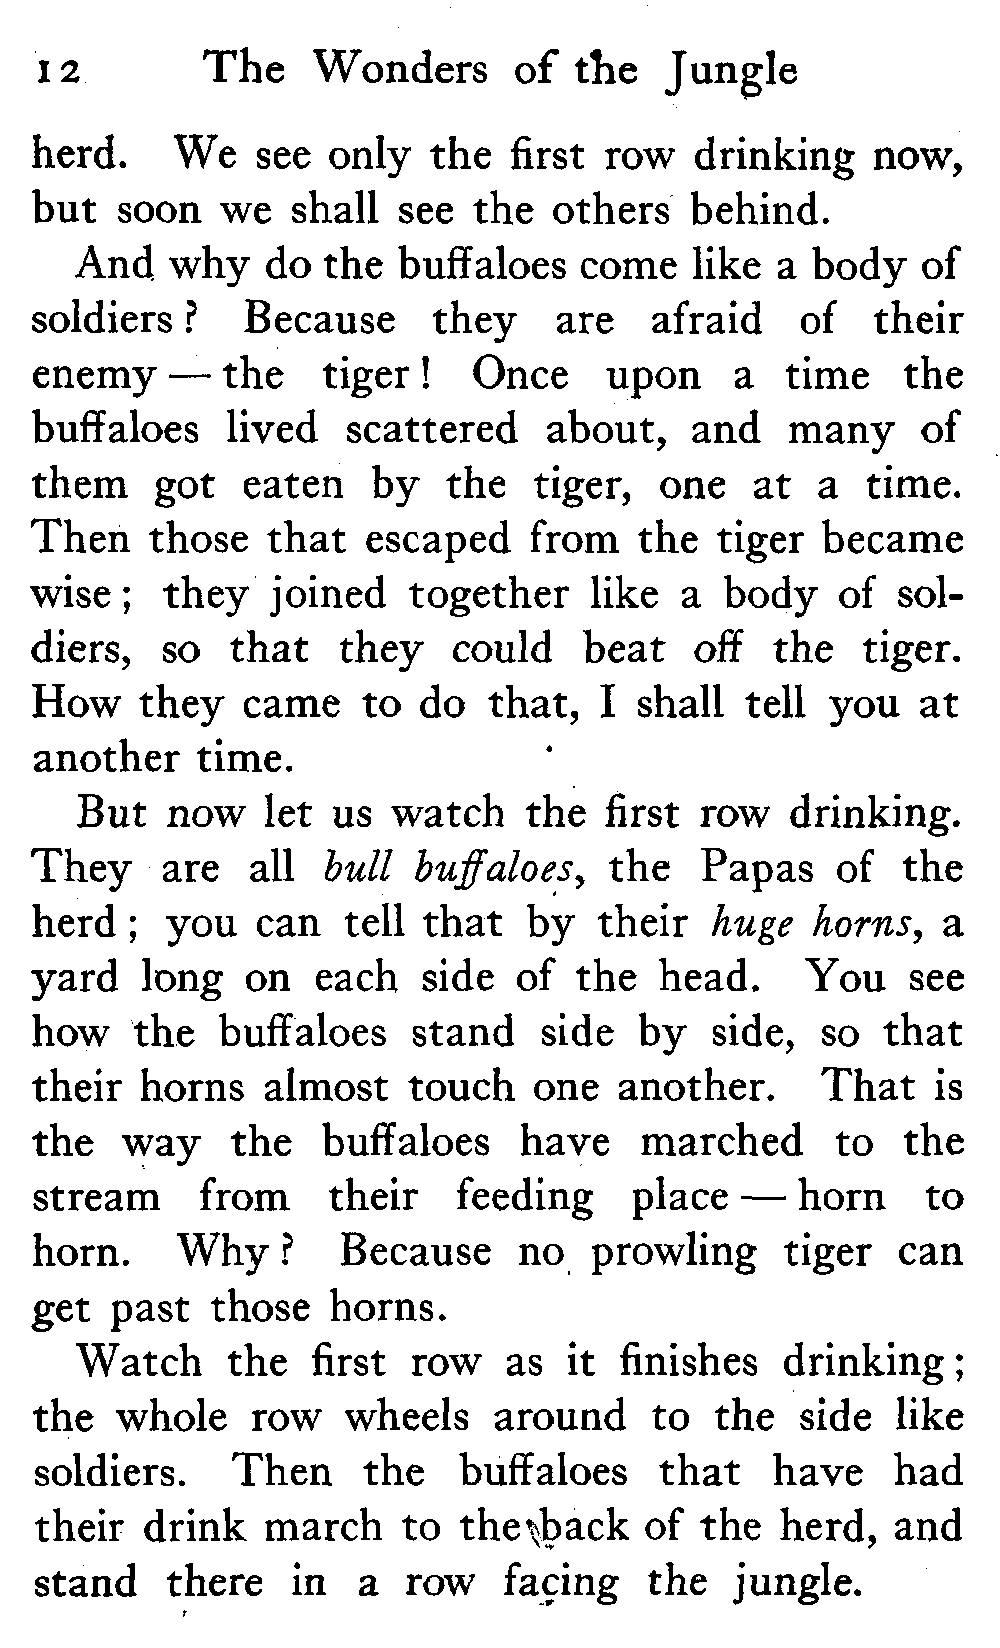 12 The Wonders of the Jungle
herd. We see only the first row drinking now,
but soon we shall see the others behind.
And why do the buffaloes come like a body of
soldiers? Because they are afraid of their
enemy — the tiger! Once upon a time the
buffaloes lived scattered about, and many of
them got eaten by the tiger, one at a time.
Then those that escaped from the tiger became
wise; they joined together like a body of sol-
diers, so that they could beat off the tiger.
How they came to do that, I shall tell you at
another time.
But now let us watch the first row drinking.
They are all bull buffaloes, the Papas of the
herd; you can tell that by their huge horns, a
yard long on each side of the head. You see
how the buffaloes stand side by side, so that
their horns almost touch one another. That is
the way the buffaloes have marched to the
stream from their feeding place — horn to
horn. Why? Because no prowling tiger can
get past those horns.
Watch the first row as it finishes drinking;
the whole row wheels around to the side like
soldiers. Then the buffaloes that have had
their drink march to the back of the herd, and
stand there in a row facing the jungle.